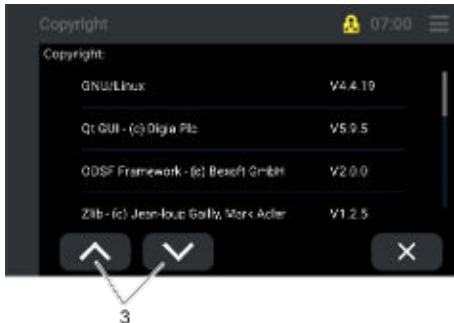 Copyright 07:00
Copyright:
GNU/Linux V4.4.19
Qt GUI - (c) Digia Plc V5.9.5
ODSF Framework - (c) Bexoft GmbH V2.0.0
Zlib - (c) Jean-loup Gailly, Mark Adler V1.2.5
3